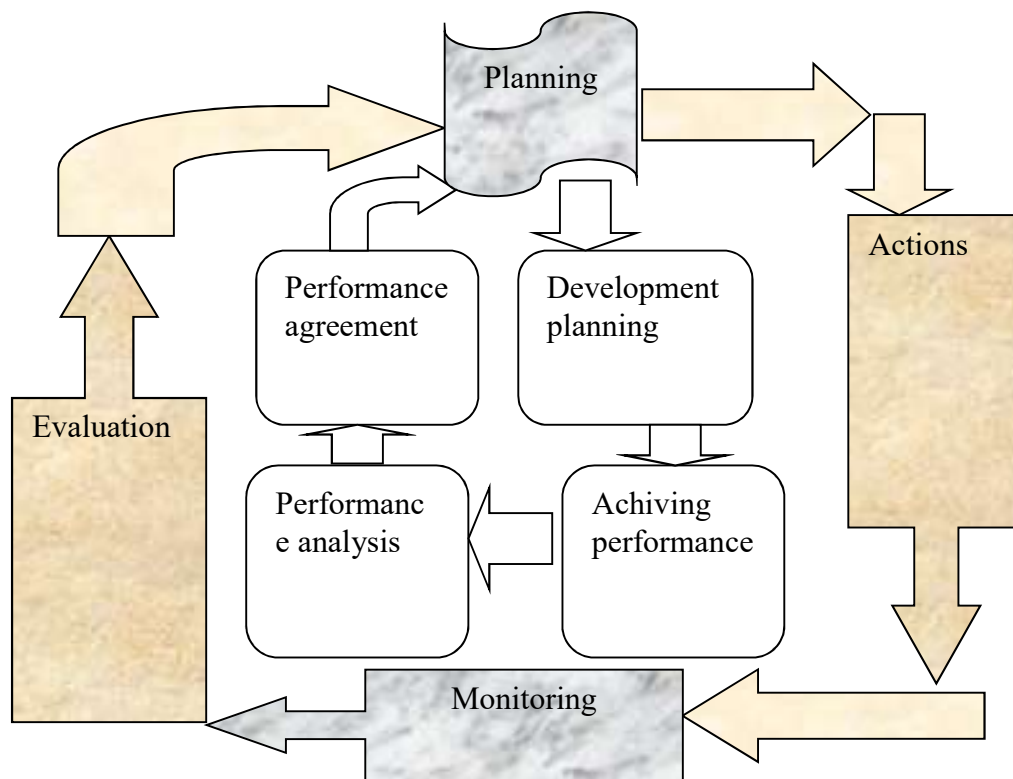 Planning
Actions
Performance
agreement
Development
planning
Evaluation
Performanc
e analysis
Achiving
performance
Monitoring